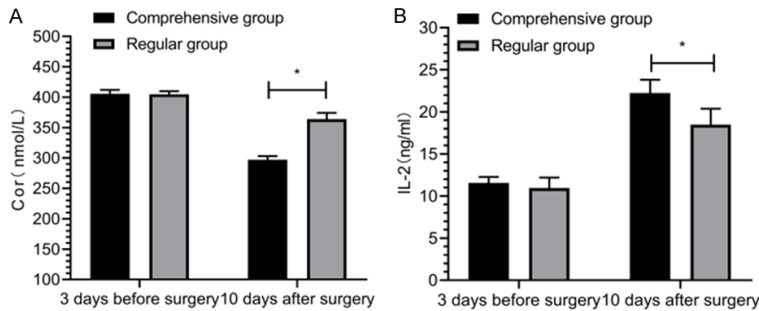 A
Comprehensive group
Regular group
500
450
400
350
300
250
200
150
100
Cor( nmol/L)
*
3 days before surgery 10 days after surgery
B
Comprehensive group
Regular group
30
25
20
15
10
5
0
IL-2(ng/ml)
*
3 days before surgery 10 days after surgery